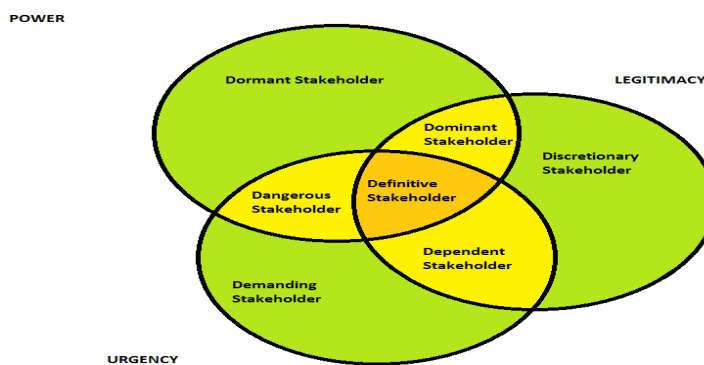 POWER
Dormant Stakeholder
LEGITIMACY
Dominant
Stakeholder
Discretionary
Stakeholder
Definitive
Stakeholder
Dangerous
Stakeholder
Dependent
Stakeholder
Demanding
Stakeholder
URGENCY